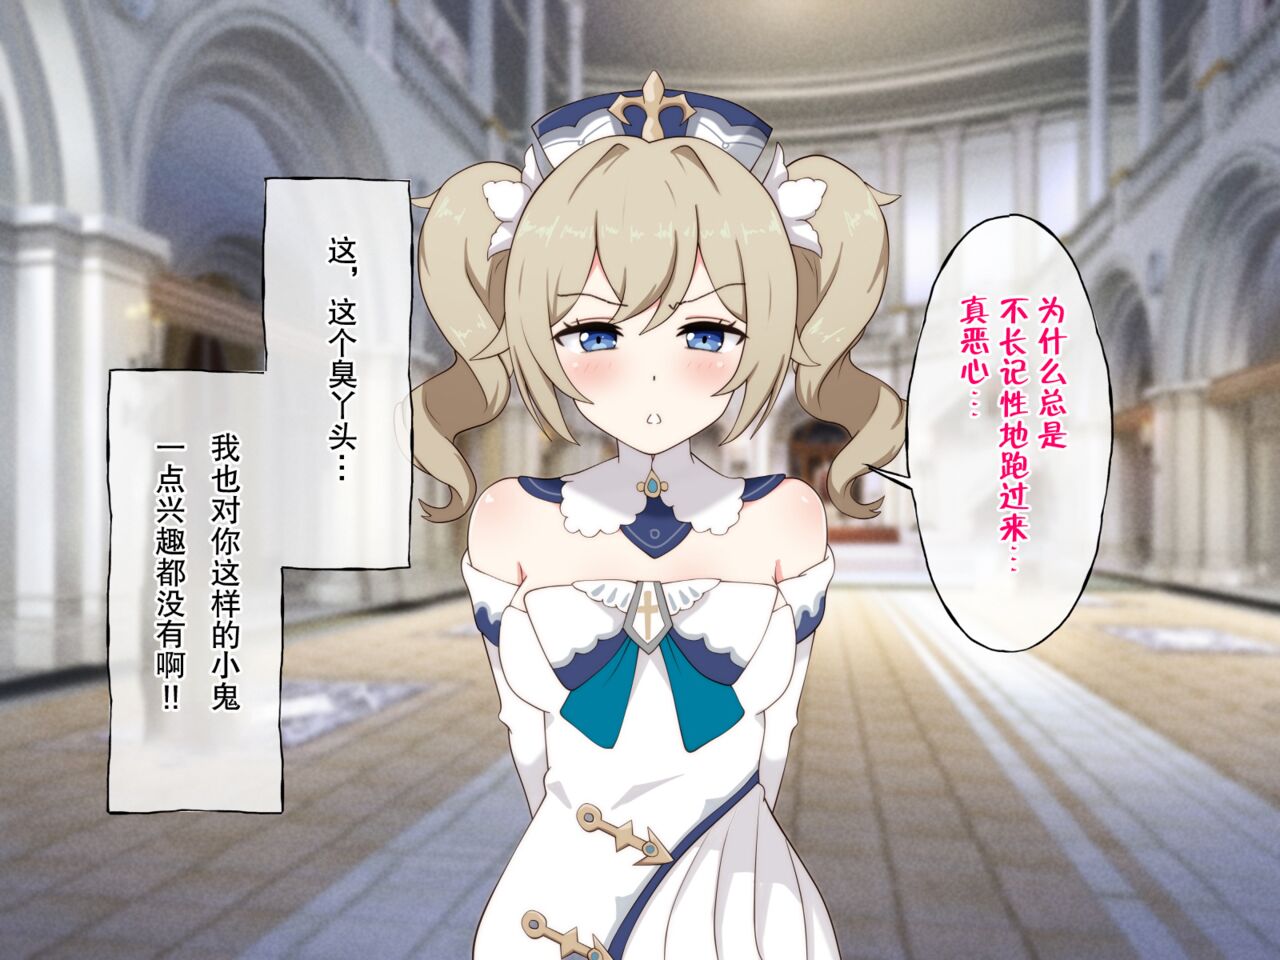 为什么总是
不长记性地跑过来…
真恶心…
这，这个臭丫头…
我也对你这样的小鬼
一点兴趣都没有啊!!